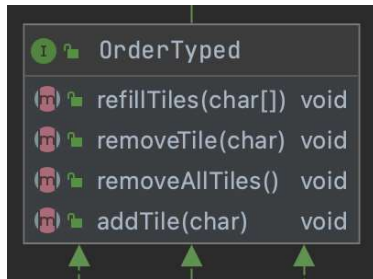 I OrderTyped
m refillTiles(char[]) void
m removeTile(char) void
m removeAllTiles() void
m addTile(char) void